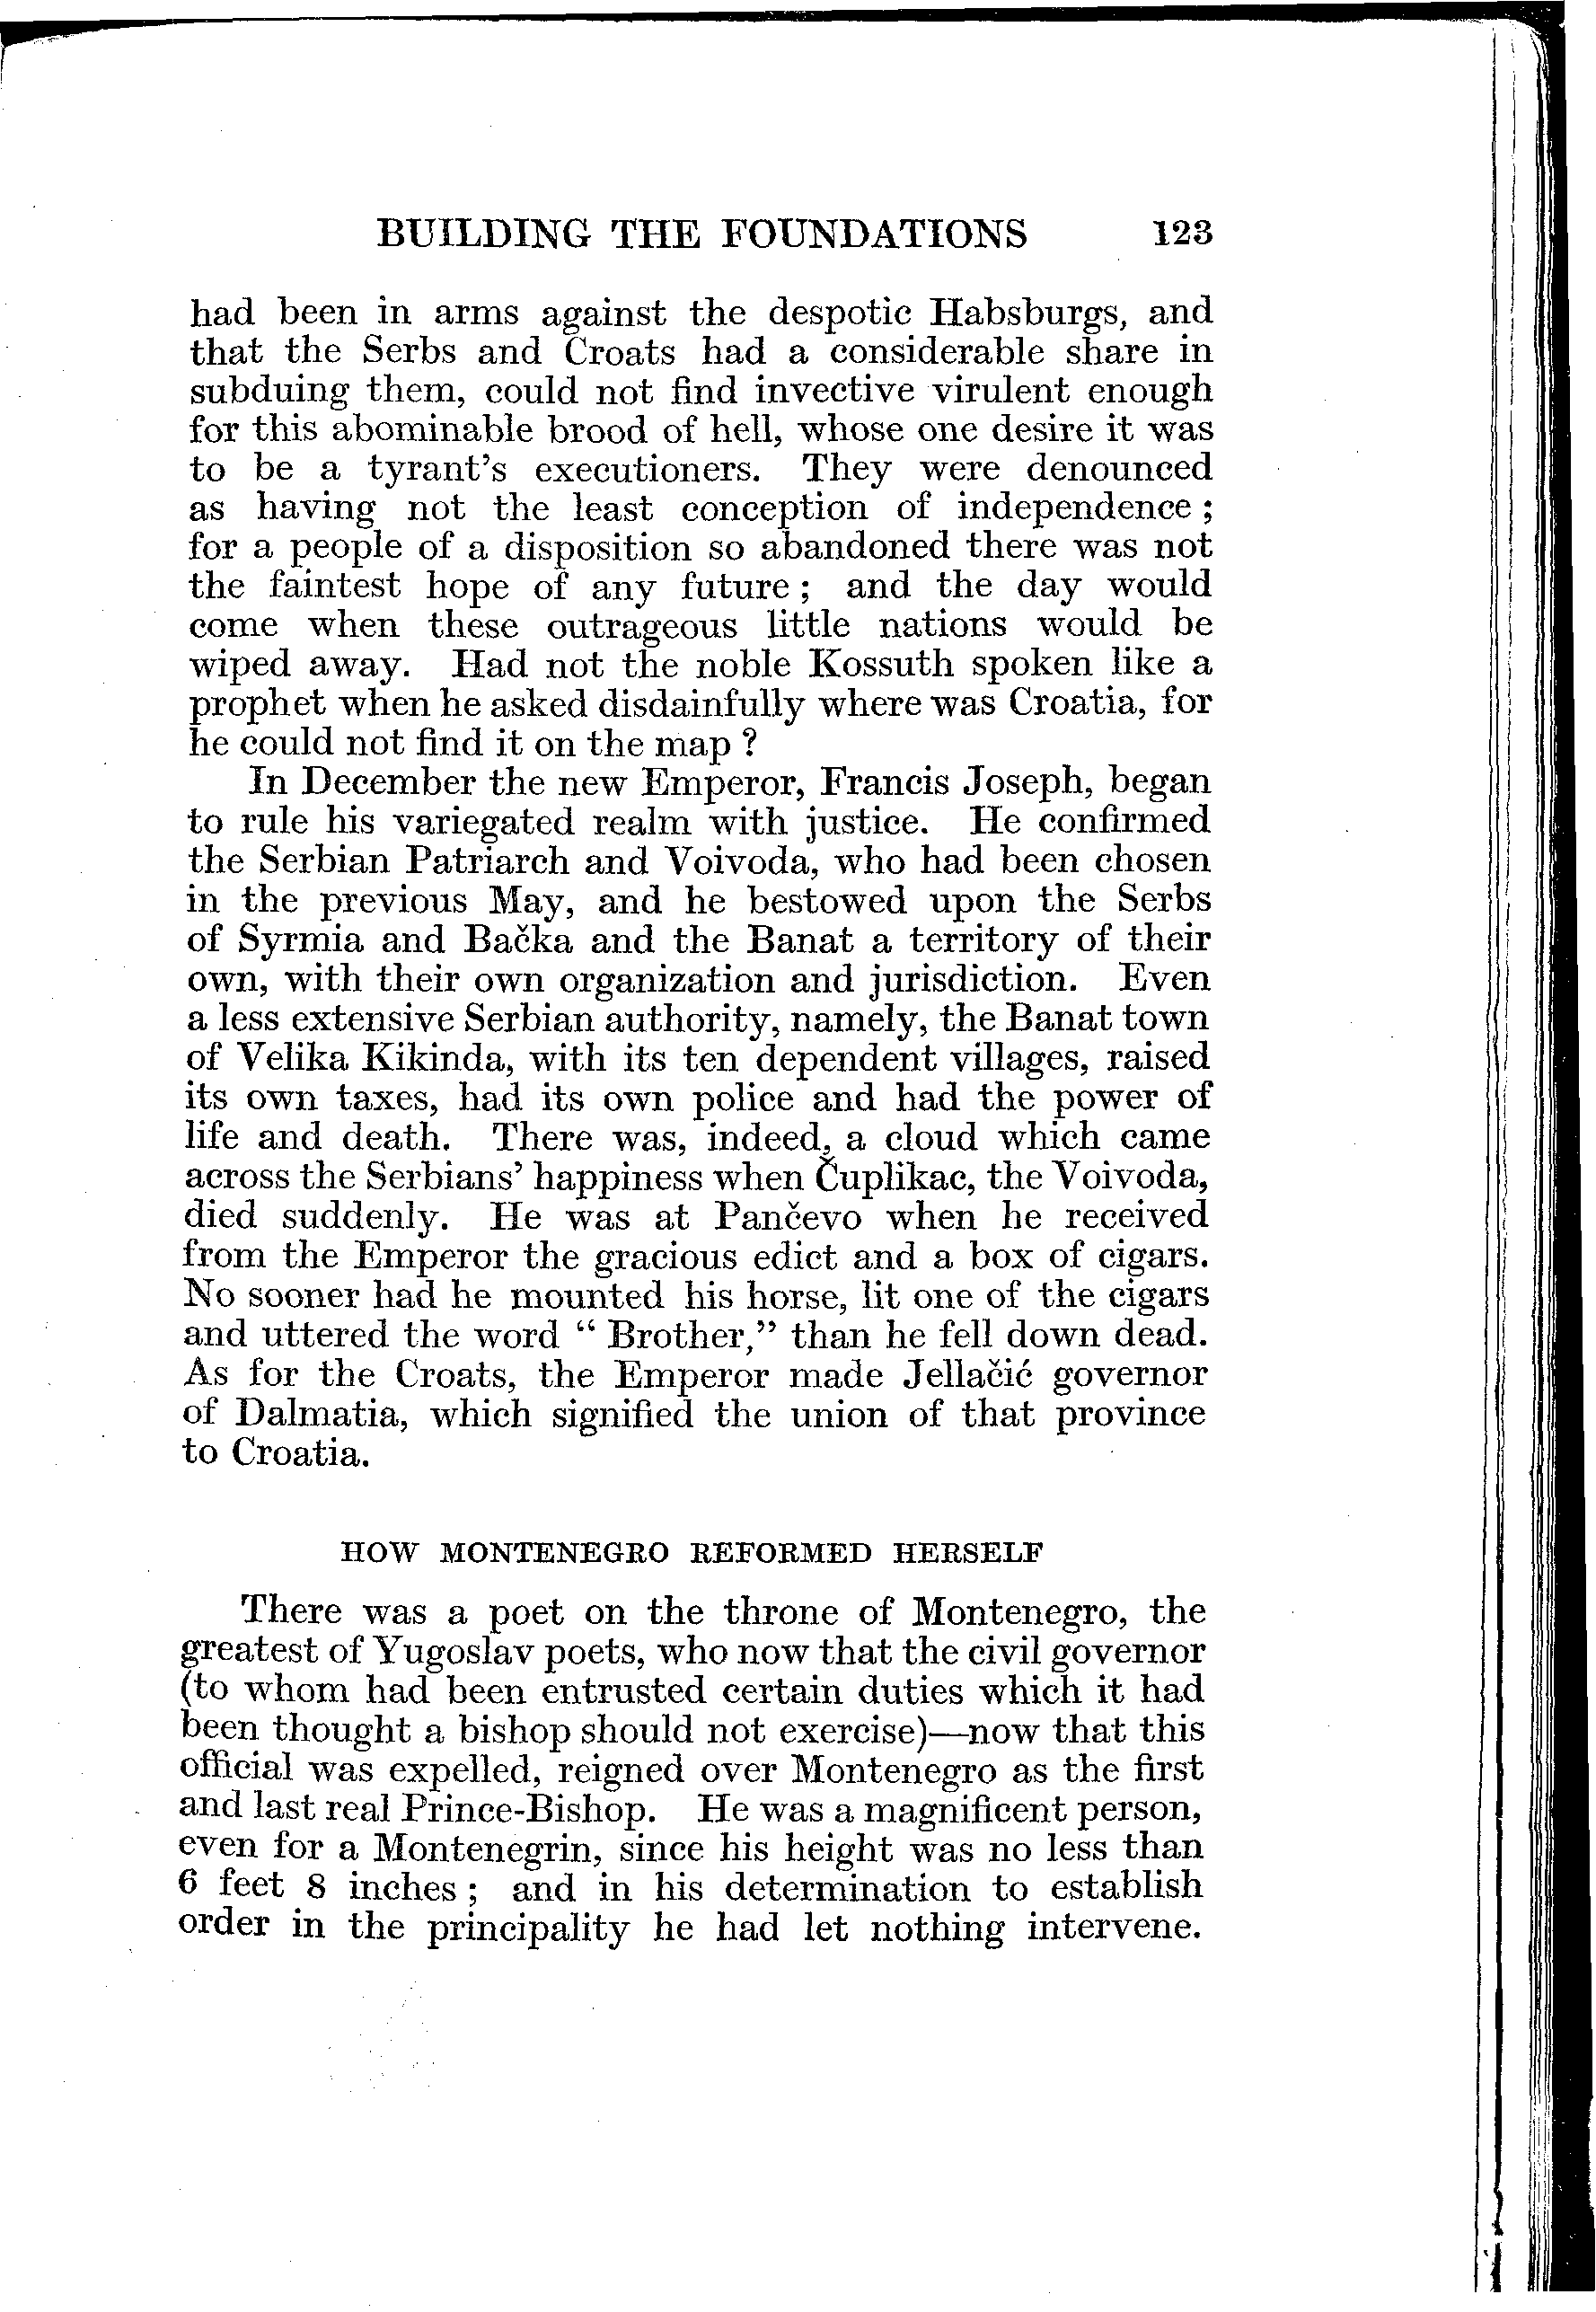 BUILDING THE FOUNDATIONS 123
had been in arms against the despotic Habsburgs, and
that the Serbs and Croats had a considerable share in
subduing them, could not find invective virulent enough
for this abominable brood of hell, whose one desire it was
to be a tyrant's executioners. They were denounced
as having not the least conception of independence ;
for a people of a disposition so abandoned there was not
the faintest hope of any future ; and the day would
come when these outrageous little nations would be
wiped away. Had not the noble Kossuth spoken like a
prophet when he asked disdainfully where was Croatia, for
he could not find it on the map ?
In December the new Emperor, Francis Joseph, began
to rule his variegated realm with justice. He confirmed
the Serbian Patriarch and Voivoda, who had been chosen
in the previous May, and he bestowed upon the Serbs
of Syrmia and Bačka and the Banat a territory of their
own, with their own organization and jurisdiction. Even
a less extensive Serbian authority, namely, the Banat town
of Velika Kikinda, with its ten dependent villages, raised
its own taxes, had its own police and had the power of
life and death. There was, indeed, a cloud which came
across the Serbians' happiness when Čuplikac, the Voivoda,
died suddenly. He was at Pančevo when he received
from the Emperor the gracious edict and a box of cigars.
No sooner had he mounted his horse, lit one of the cigars
and uttered the word “ Brother,” than he fell down dead.
As for the Croats, the Emperor made Jellačić governor
of Dalmatia, which signified the union of that province
to Croatia.
HOW MONTENEGRO REFORMED HERSELF
There was a poet on the throne of Montenegro, the
greatest of Yugoslav poets, who now that the civil governor
(to whom had been entrusted certain duties which it had
been thought a bishop should not exercise)—now that this
official was expelled, reigned over Montenegro as the first
and last real Prince-Bishop. He was a magnificent person,
even for a Montenegrin, since his height was no less than
6 feet 8 inches ; and in his determination to establish
order in the principality he had let nothing intervene.